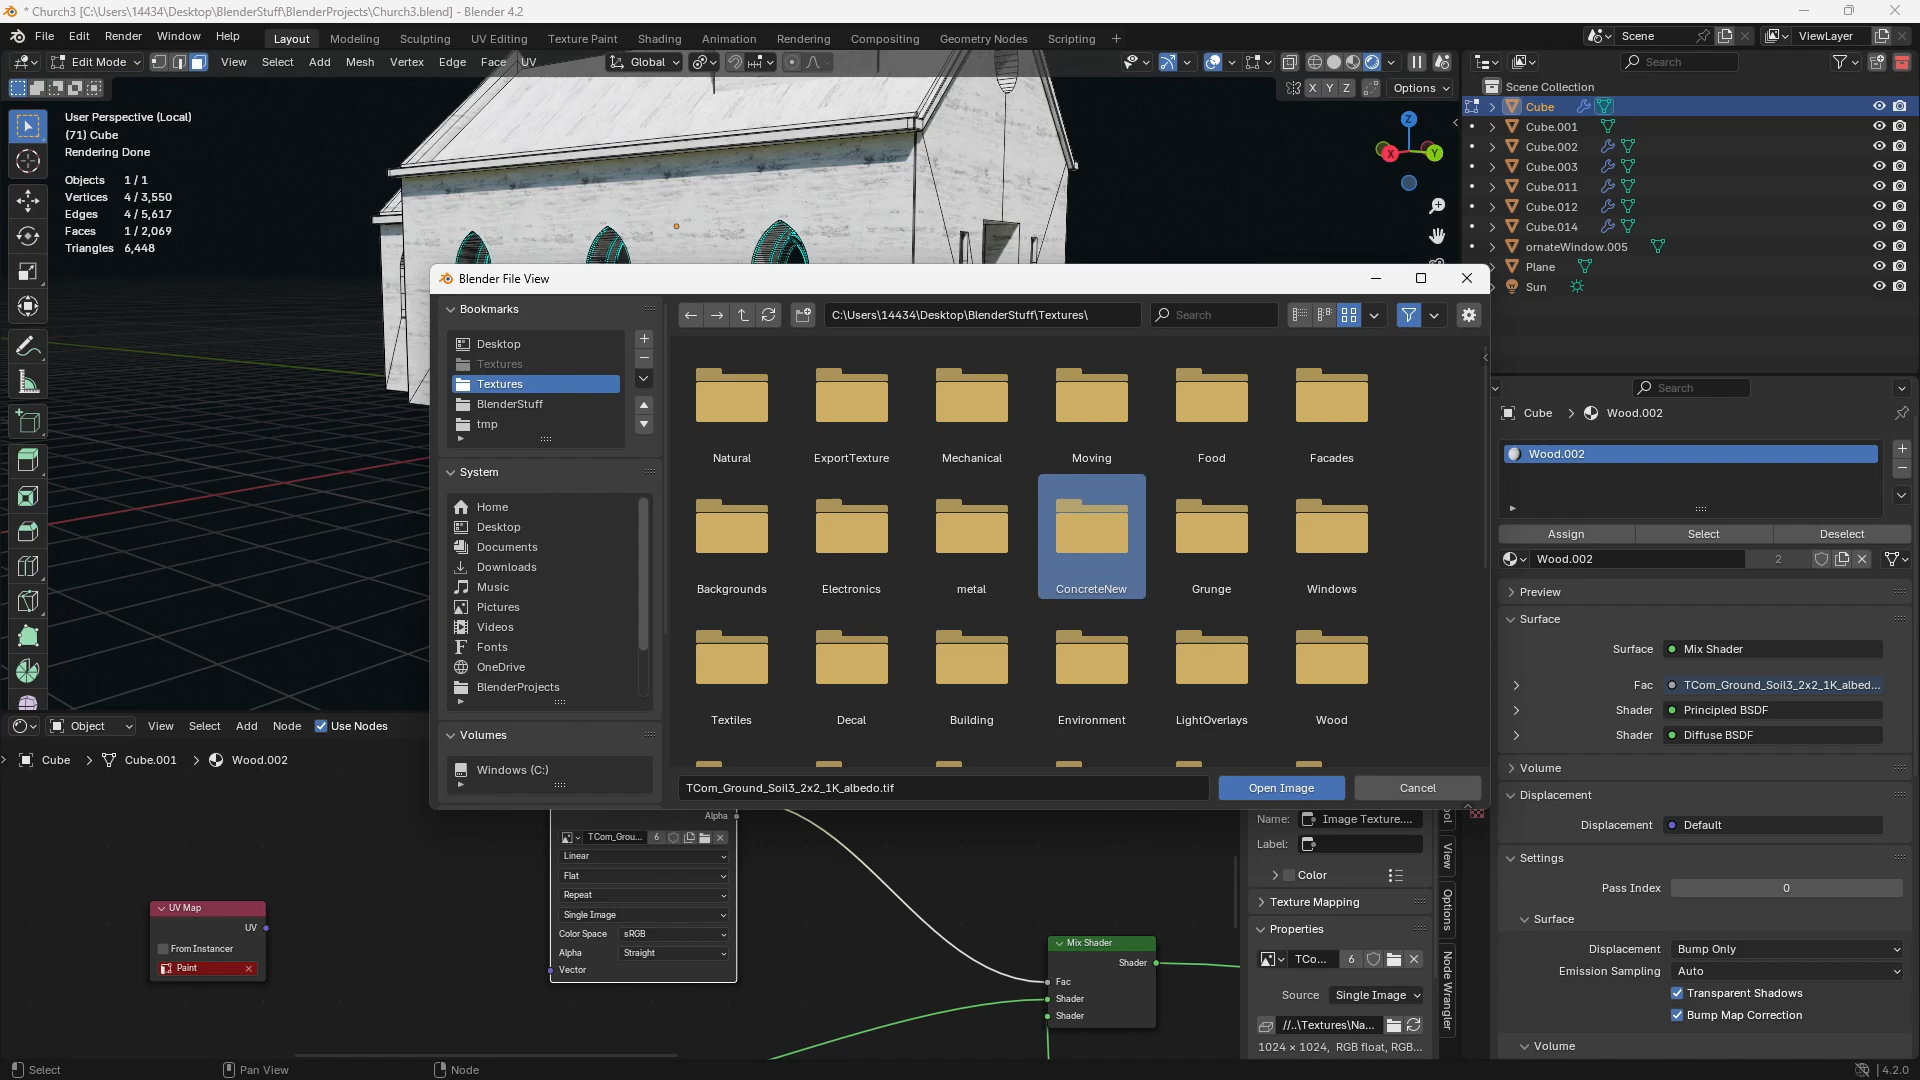 * Church3 [C:\Users\14434\Desktop\BlenderStuff\BlenderProjects\Church3.blend] - Blender 4.2
File Edit Render Window Help Layout Modeling Sculpting UV Editing Texture Paint Shading Animation Rendering Compositing Geometry Nodes Scripting + Scene ViewLayer
Edit Mode View Select Add Mesh Vertex Edge Face UV Global Search
X Y Z Options
User Perspective (Local)
(71) Cube
Rendering Done
Objects 1 / 1
Vertices 4 / 3,550
Edges 4 / 5,617
Faces 1 / 2,069
Triangles 6,448
Z
X
Y
Scene Collection
Cube
Cube.001
Cube.002
Cube.003
Cube.011
Cube.012
Cube.014
ornateWindow.005
Plane
Sun
Blender File View
Bookmarks
Desktop
Textures
Textures
BlenderStuff
tmp
System
Home
Desktop
Documents
Downloads
Music
Pictures
Videos
Fonts
OneDrive
BlenderProjects
Volumes
Windows (C:)
C:\Users\14434\Desktop\BlenderStuff\Textures\
Search
Natural ExportTexture Mechanical Moving Food Facades
Backgrounds Electronics metal ConcreteNew Grunge Windows
Textiles Decal Building Environment LightOverlays Wood
TCom_Ground_Soil3_2x2_1K_albedo.tif
Open Image
Cancel
Search
Cube > Wood.002
Wood.002
Assign Select Deselect
Wood.002 2
Preview
Surface
Surface Mix Shader
Fac TCom_Ground_Soil3_2x2_1K_albed...
Shader Principled BSDF
Shader Diffuse BSDF
Volume
Displacement
Displacement Default
Settings
Pass Index 0
Surface
Displacement Bump Only
Emission Sampling Auto
Transparent Shadows
Bump Map Correction
Volume
Object View Select Add Node Use Nodes
Cube > Cube.001 > Wood.002
UV Map
UV
From Instancer
Paint
Alpha
TCom_Grou... 6
Linear
Flat
Repeat
Single Image
Color Space sRGB
Alpha Straight
Vector
Mix Shader
Shader
Fac
Shader
Shader
Name: Image Texture....
Label:
Color
Texture Mapping
Properties
TCo... 6
Source Single Image
//..\Textures\Na...
1024 × 1024, RGB float, RGB...
View
Options
Node Wrangler
Select
Pan View
Node
4.2.0